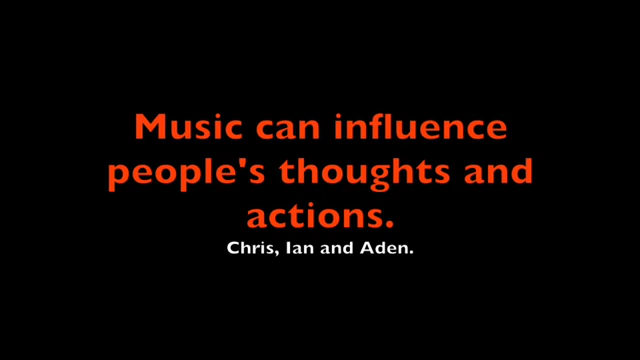 Music can influence
people's thoughts and
actions.
Chris, Ian and Aden.